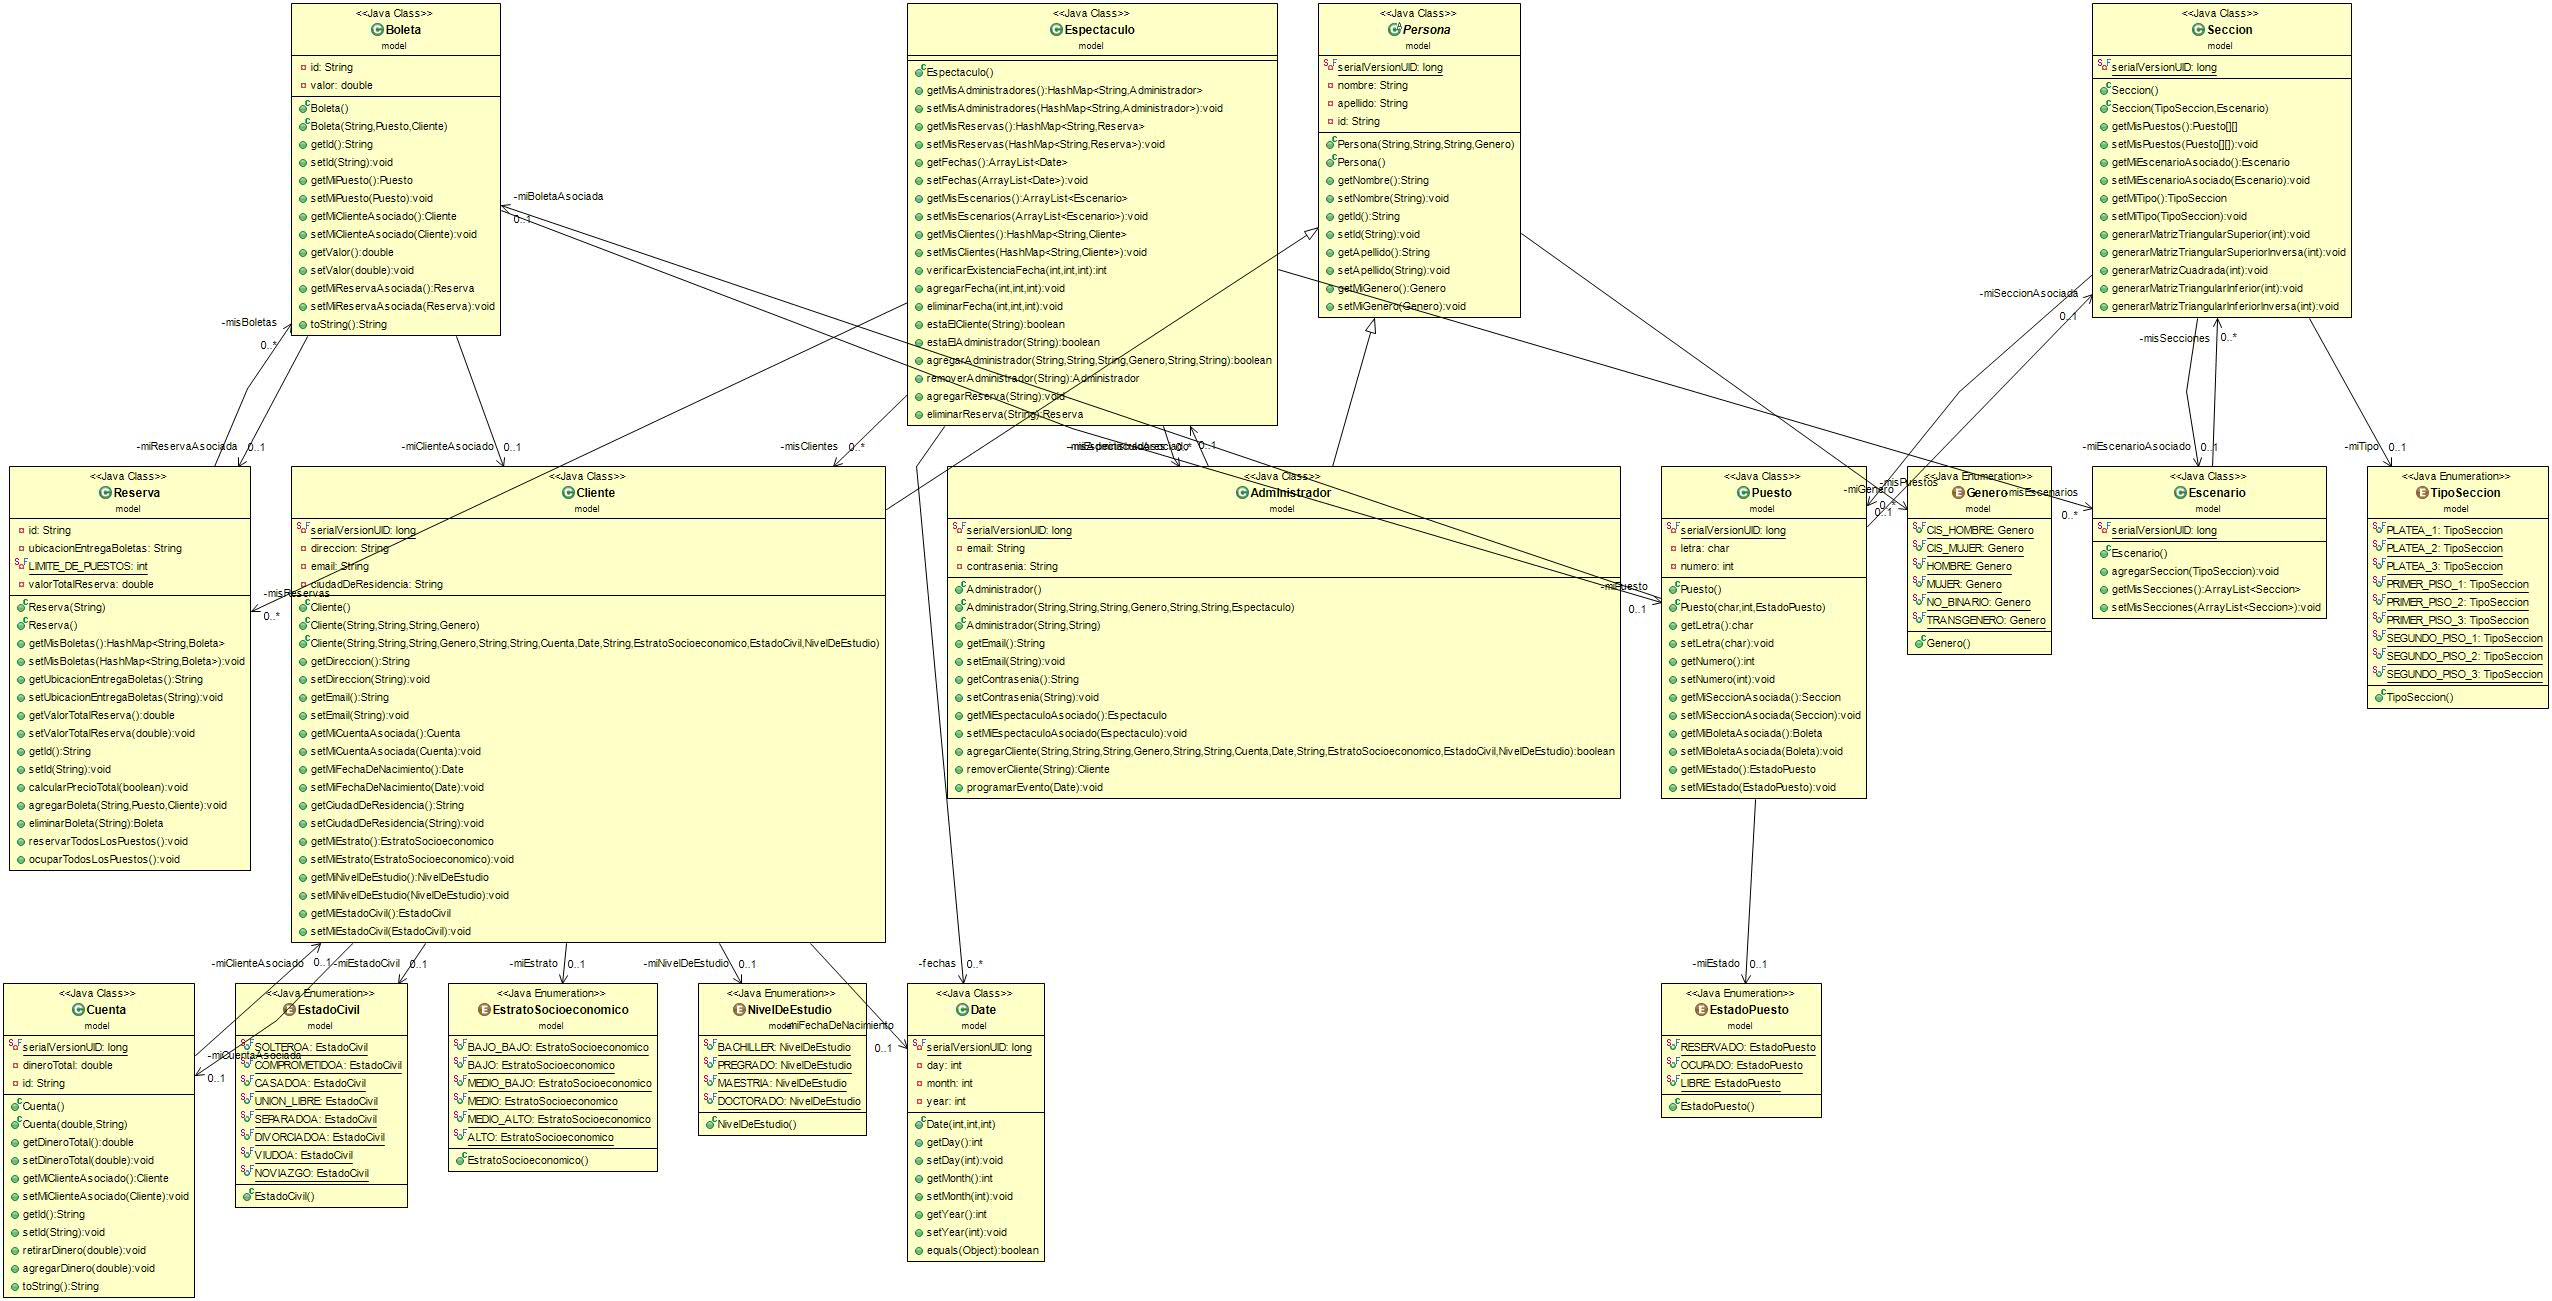 <<Java Class>>
Boleta
model
id: String
valor: double
Boleta()
Boleta(String,Puesto,Cliente)
getId():String
setId(String):void
getMiPuesto():Puesto
setMiPuesto(Puesto):void
getMiClienteAsociado():Cliente
setMiClienteAsociado(Cliente):void
getValor():double
setValor(double):void
getMiReservaAsociada():Reserva
setMiReservaAsociada(Reserva):void
toString():String
<<Java Class>>
Espectaculo
model
Espectaculo()
getMisAdministradores():HashMap<String,Administrador>
setMisAdministradores(HashMap<String,Administrador>):void
getMisReservas():HashMap<String,Reserva>
setMisReservas(HashMap<String,Reserva>):void
getFechas():ArrayList<Date>
setFechas(ArrayList<Date>):void
getMisEscenarios():ArrayList<Escenario>
setMisEscenarios(ArrayList<Escenario>):void
getMisClientes():HashMap<String,Cliente>
setMisClientes(HashMap<String,Cliente>):void
verificarExistenciaFecha(int,int,int):int
agregarFecha(int,int,int):void
eliminarFecha(int,int,int):void
estaElCliente(String):boolean
estaElAdministrador(String):boolean
agregarAdministrador(String,String,String,Genero,String,String):boolean
removerAdministrador(String):Administrador
agregarReserva(String):void
eliminarReserva(String):Reserva
<<Java Class>>
Persona
model
serialVersionUID: long
nombre: String
apellido: String
id: String
Persona(String,String,String,Genero)
Persona()
getNombre():String
setNombre(String):void
getId():String
setId(String):void
getApellido():String
setApellido(String):void
getMiGenero():Genero
setMiGenero(Genero):void
<<Java Class>>
Seccion
model
serialVersionUID: long
Seccion()
Seccion(TipoSeccion,Escenario)
getMisPuestos():Puesto[][]
setMisPuestos(Puesto[][]):void
getMiEscenarioAsociado():Escenario
setMiEscenarioAsociado(Escenario):void
getMiTipo():TipoSeccion
setMiTipo(TipoSeccion):void
generarMatrizTriangularSuperior(int):void
generarMatrizTriangularSuperiorInversa(int):void
generarMatrizCuadrada(int):void
generarMatrizTriangularInferior(int):void
generarMatrizTriangularInferiorInversa(int):void
-miBoletaAsociada
0..1
-misBoletas
0..*
-miSeccionAsociada
0..1
-misSecciones
0..*
-miReservaAsociada
0..1
-miClienteAsociado
0..1
-misClientes
0..*
0..1
-miEscenarioAsociado
0..1
-miTipo
0..1
-miGenero
0..1
-misPuestos
0..*
-misEscenarios
0..*
<<Java Class>>
Reserva
model
id: String
ubicacionEntregaBoletas: String
LIMITE_DE_PUESTOS: int
valorTotalReserva: double
Reserva(String)
Reserva()
getMisBoletas():HashMap<String,Boleta>
setMisBoletas(HashMap<String,Boleta>):void
getUbicacionEntregaBoletas():String
setUbicacionEntregaBoletas(String):void
getValorTotalReserva():double
setValorTotalReserva(double):void
getId():String
setId(String):void
calcularPrecioTotal(boolean):void
agregarBoleta(String,Puesto,Cliente):void
eliminarBoleta(String):Boleta
reservarTodosLosPuestos():void
ocuparTodosLosPuestos():void
-misReservas
0..*
<<Java Class>>
Cliente
model
serialVersionUID: long
direccion: String
email: String
ciudadDeResidencia: String
Cliente()
Cliente(String,String,String,Genero)
Cliente(String,String,String,Genero,String,String,Cuenta,Date,String,EstratoSocioeconomico,EstadoCivil,NivelDeEstudio)
getDireccion():String
setDireccion(String):void
getEmail():String
setEmail(String):void
getMiCuentaAsociada():Cuenta
setMiCuentaAsociada(Cuenta):void
getMiFechaDeNacimiento():Date
setMiFechaDeNacimiento(Date):void
getCiudadDeResidencia():String
setCiudadDeResidencia(String):void
getMiEstrato():EstratoSocioeconomico
setMiEstrato(EstratoSocioeconomico):void
getMiNivelDeEstudio():NivelDeEstudio
setMiNivelDeEstudio(NivelDeEstudio):void
getMiEstadoCivil():EstadoCivil
setMiEstadoCivil(EstadoCivil):void
<<Java Class>>
Administrador
model
serialVersionUID: long
email: String
contrasenia: String
Administrador()
Administrador(String,String,String,Genero,String,String,Espectaculo)
Administrador(String,String)
getEmail():String
setEmail(String):void
getContrasenia():String
setContrasenia(String):void
getMiEspectaculoAsociado():Espectaculo
setMiEspectaculoAsociado(Espectaculo):void
agregarCliente(String,String,String,Genero,String,String,Cuenta,Date,String,EstratoSocioeconomico,EstadoCivil,NivelDeEstudio):boolean
removerCliente(String):Cliente
programarEvento(Date):void
-miPuesto
0..1
<<Java Class>>
Puesto
model
serialVersionUID: long
letra: char
numero: int
Puesto()
Puesto(char,int,EstadoPuesto)
getLetra():char
setLetra(char):void
getNumero():int
setNumero(int):void
getMiSeccionAsociada():Seccion
setMiSeccionAsociada(Seccion):void
getMiBoletaAsociada():Boleta
setMiBoletaAsociada(Boleta):void
getMiEstado():EstadoPuesto
setMiEstado(EstadoPuesto):void
<<Java Enumeration>>
Genero
model
CIS_HOMBRE: Genero
CIS_MUJER: Genero
HOMBRE: Genero
MUJER: Genero
NO_BINARIO: Genero
TRANSGENERO: Genero
Genero()
<<Java Class>>
Escenario
model
serialVersionUID: long
Escenario()
agregarSeccion(TipoSeccion):void
getMisSecciones():ArrayList<Seccion>
setMisSecciones(ArrayList<Seccion>):void
<<Java Enumeration>>
TipoSeccion
model
PLATEA_1: TipoSeccion
PLATEA_2: TipoSeccion
PLATEA_3: TipoSeccion
PRIMER_PISO_1: TipoSeccion
PRIMER_PISO_2: TipoSeccion
PRIMER_PISO_3: TipoSeccion
SEGUNDO_PISO_1: TipoSeccion
SEGUNDO_PISO_2: TipoSeccion
SEGUNDO_PISO_3: TipoSeccion
TipoSeccion()
-miClienteAsociado
0..1
-miEstadoCivil
0..1
-miEstrato
0..1
-miNivelDeEstudio
0..1
-fechas
0..*
-miEstado
0..1
<<Java Class>>
Cuenta
model
serialVersionUID: long
dineroTotal: double
id: String
Cuenta()
Cuenta(double,String)
getDineroTotal():double
setDineroTotal(double):void
getMiClienteAsociado():Cliente
setMiClienteAsociado(Cliente):void
getId():String
setId(String):void
retirarDinero(double):void
agregarDinero(double):void
toString():String
-miCuentaAsociada
0..1
<<Java Enumeration>>
EstadoCivil
model
SOLTEROA: EstadoCivil
COMPROMETIDOA: EstadoCivil
CASADOA: EstadoCivil
UNION_LIBRE: EstadoCivil
SEPARADOA: EstadoCivil
DIVORCIADOA: EstadoCivil
VIUDOA: EstadoCivil
NOVIAZGO: EstadoCivil
EstadoCivil()
<<Java Enumeration>>
EstratoSocioeconomico
model
BAJO_BAJO: EstratoSocioeconomico
BAJO: EstratoSocioeconomico
MEDIO_BAJO: EstratoSocioeconomico
MEDIO: EstratoSocioeconomico
MEDIO_ALTO: EstratoSocioeconomico
ALTO: EstratoSocioeconomico
EstratoSocioeconomico()
<<Java Enumeration>>
NivelDeEstudio
model
BACHILLER: NivelDeEstudio
PREGRADO: NivelDeEstudio
MAESTRIA: NivelDeEstudio
DOCTORADO: NivelDeEstudio
NivelDeEstudio()
-miFechaDeNacimiento
0..1
<<Java Class>>
Date
model
serialVersionUID: long
day: int
month: int
year: int
Date(int,int,int)
getDay():int
setDay(int):void
getMonth():int
setMonth(int):void
getYear():int
setYear(int):void
equals(Object):boolean
<<Java Enumeration>>
EstadoPuesto
model
RESERVADO: EstadoPuesto
OCUPADO: EstadoPuesto
LIBRE: EstadoPuesto
EstadoPuesto()